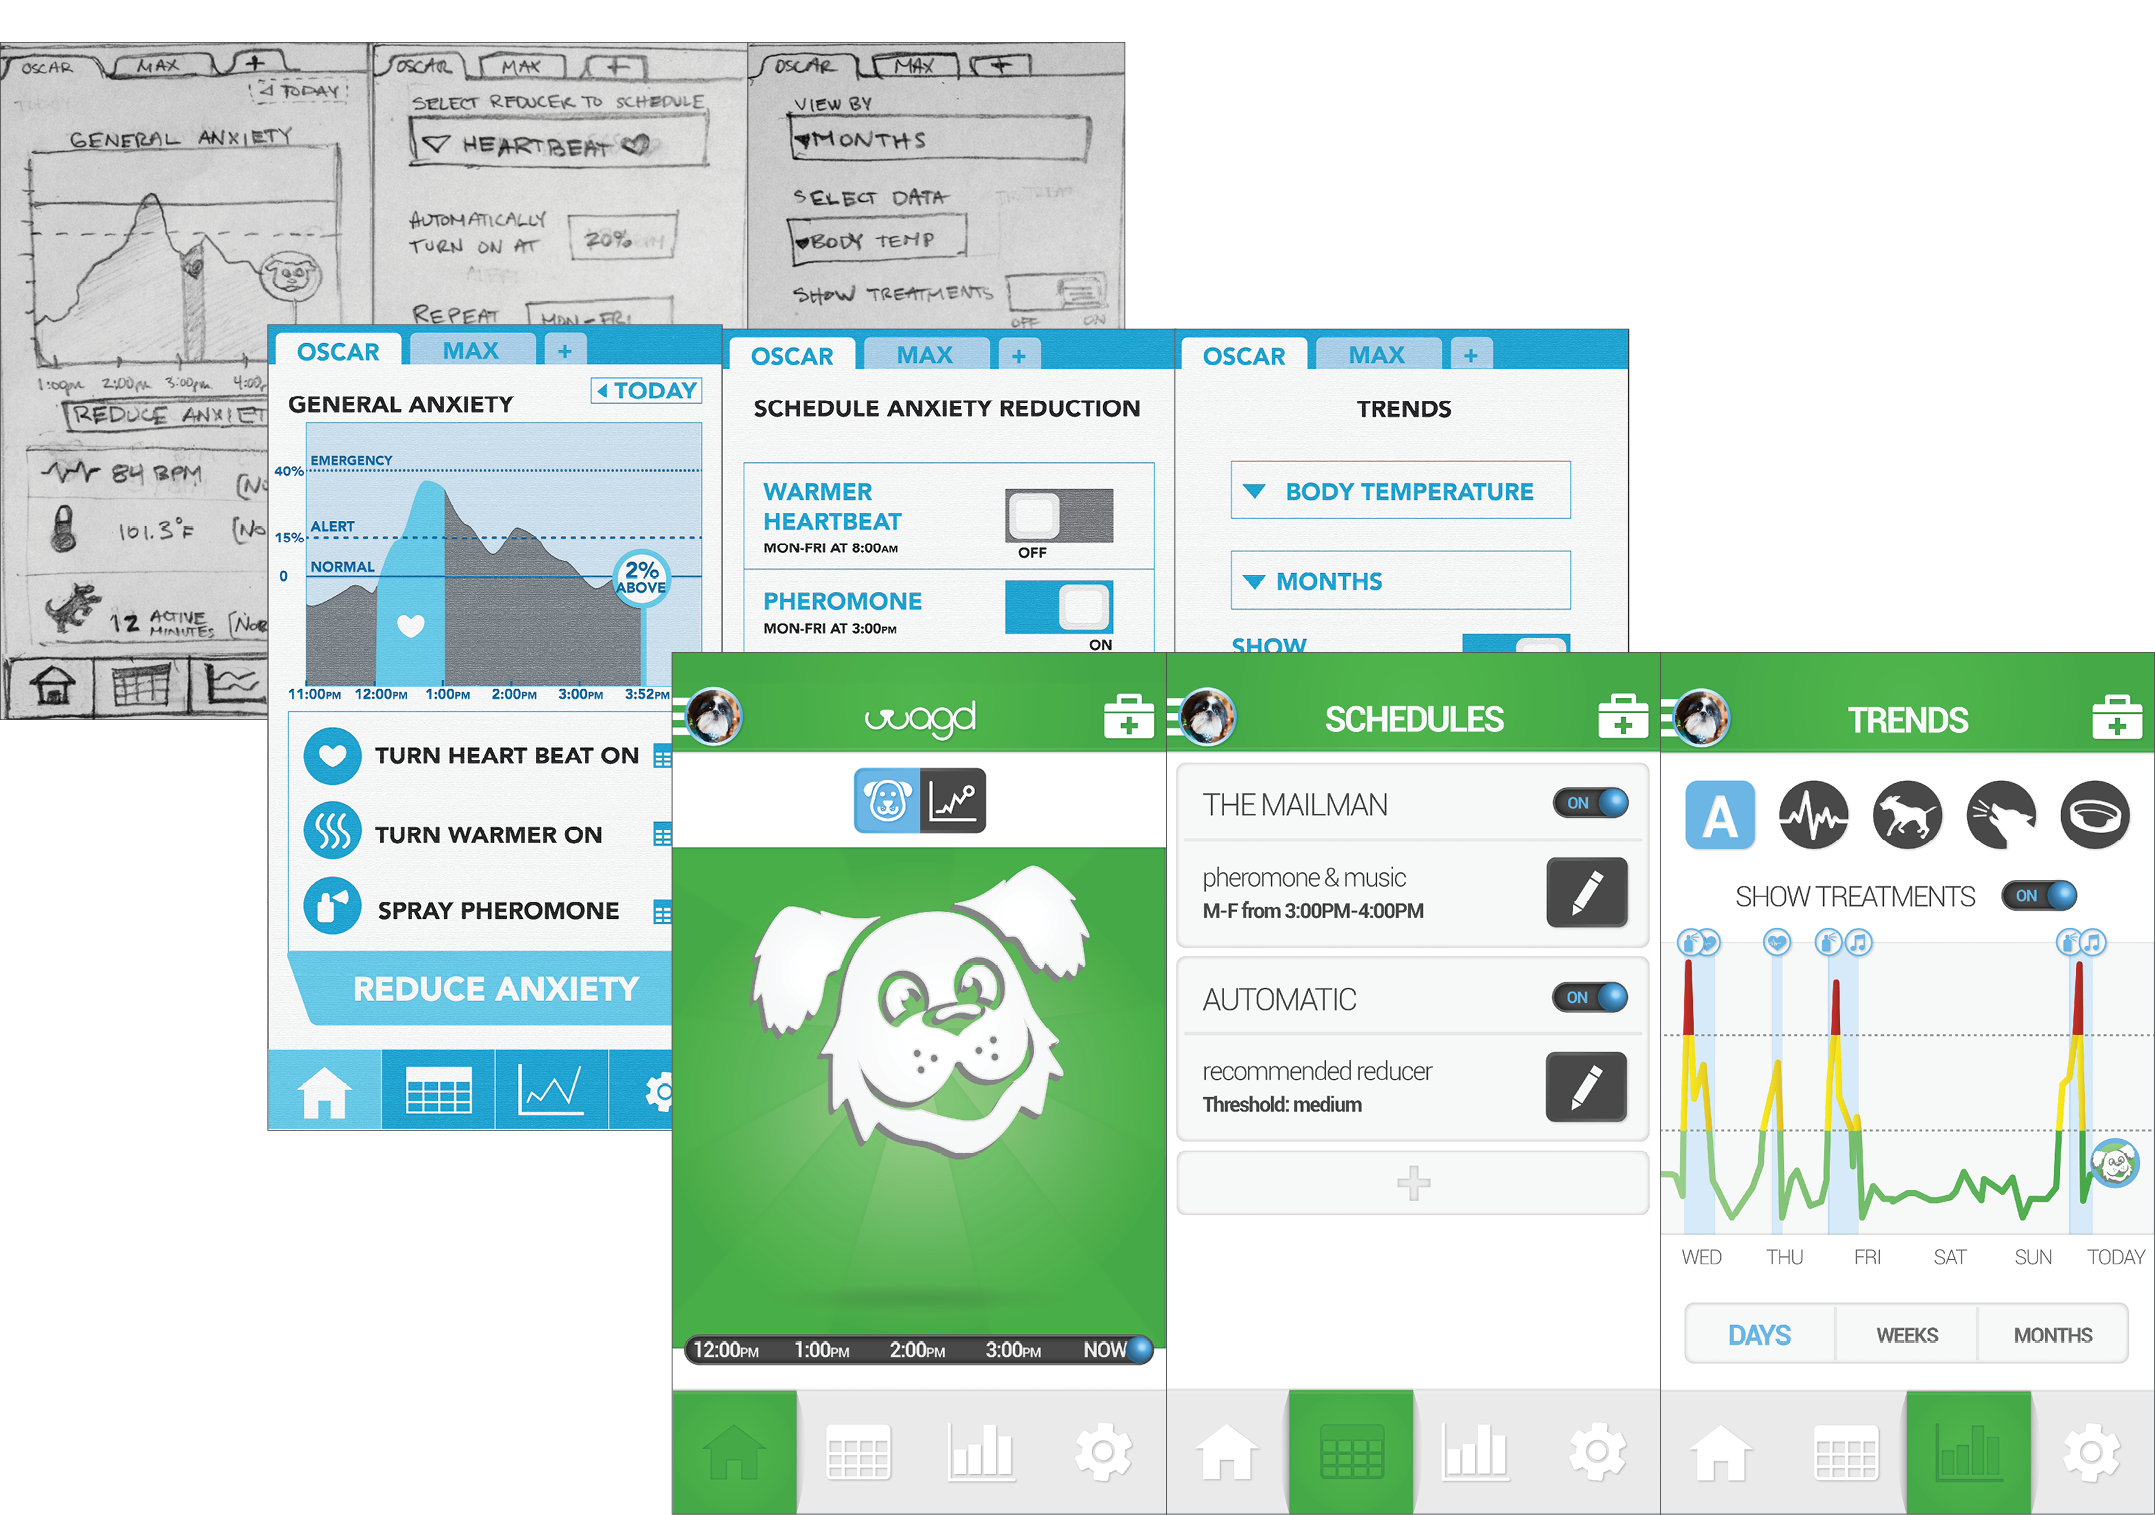 OSCAR
MAX
+
◁ TODAY
GENERAL ANXIETY
1:00pm 2:00pm 3:00pm 4:00p
REDUCE ANXIET
84 BPM
(No
101.3°F
(No
12 ACTIVE MINUTES
(NOR
OSCAR
MAX
+
SELECT REDUCER TO SCHEDULE
HEARTBEAT
AUTOMATICALLY
TURN ON AT
20%
REPEAT
MON-FRI
OSCAR
MAX
+
VIEW BY
MONTHS
SELECT DATA
BODY TEMP
SHOW TREATMENTS
OFF ON
OSCAR
MAX
+
TODAY
GENERAL ANXIETY
40%
EMERGENCY
15%
ALERT
0
NORMAL
2%
ABOVE
11:00PM 12:00PM 1:00PM 2:00PM 3:00PM 3:52PM
TURN HEART BEAT ON
TURN WARMER ON
SPRAY PHEROMONE
REDUCE ANXIETY
OSCAR
MAX
+
SCHEDULE ANXIETY REDUCTION
WARMER
HEARTBEAT
MON-FRI AT 8:00AM
OFF
PHEROMONE
MON-FRI AT 3:00PM
ON
OSCAR
MAX
+
TRENDS
BODY TEMPERATURE
MONTHS
SHOW
wagd
12:00PM 1:00PM 2:00PM 3:00PM NOW
SCHEDULES
THE MAILMAN
ON
pheromone & music
M-F from 3:00PM-4:00PM
AUTOMATIC
ON
recommended reducer
Threshold: medium
+
TRENDS
A
SHOW TREATMENTS
ON
WED THU FRI SAT SUN TODAY
DAYS WEEKS MONTHS